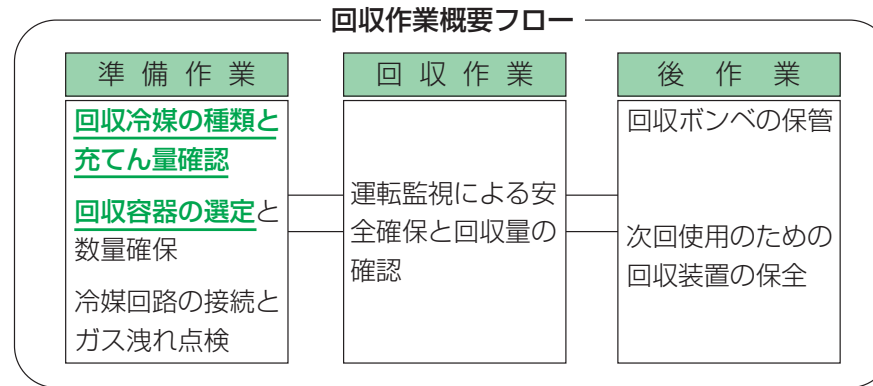 回収作業概要フロー
準備作業
回収冷媒の種類と
充てん量確認
回収容器の選定と
数量確保
冷媒回路の接続と
ガス洩れ点検
回収作業
運転監視による安
全確保と回収量の
確認
後作業
回収ボンベの保管
次回使用のための
回収装置の保全